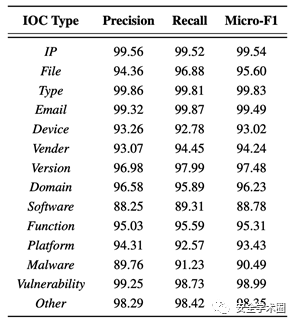 IOC Type Precision Recall Micro-F1
IP 99.56 99.52 99.54
File 94.36 96.88 95.60
Type 99.86 99.81 99.83
Email 99.32 99.87 99.49
Device 93.26 92.78 93.02
Vender 93.07 94.45 94.24
Version 96.98 97.99 97.48
Domain 96.58 95.89 96.23
Software 88.25 89.31 88.78
Function 95.03 95.59 95.31
Platform 94.31 92.57 93.43
Malware 89.76 91.23 90.49
Vulnerability 99.25 98.73 98.99
Other 98.29 98.42 98.35
安全学术圈